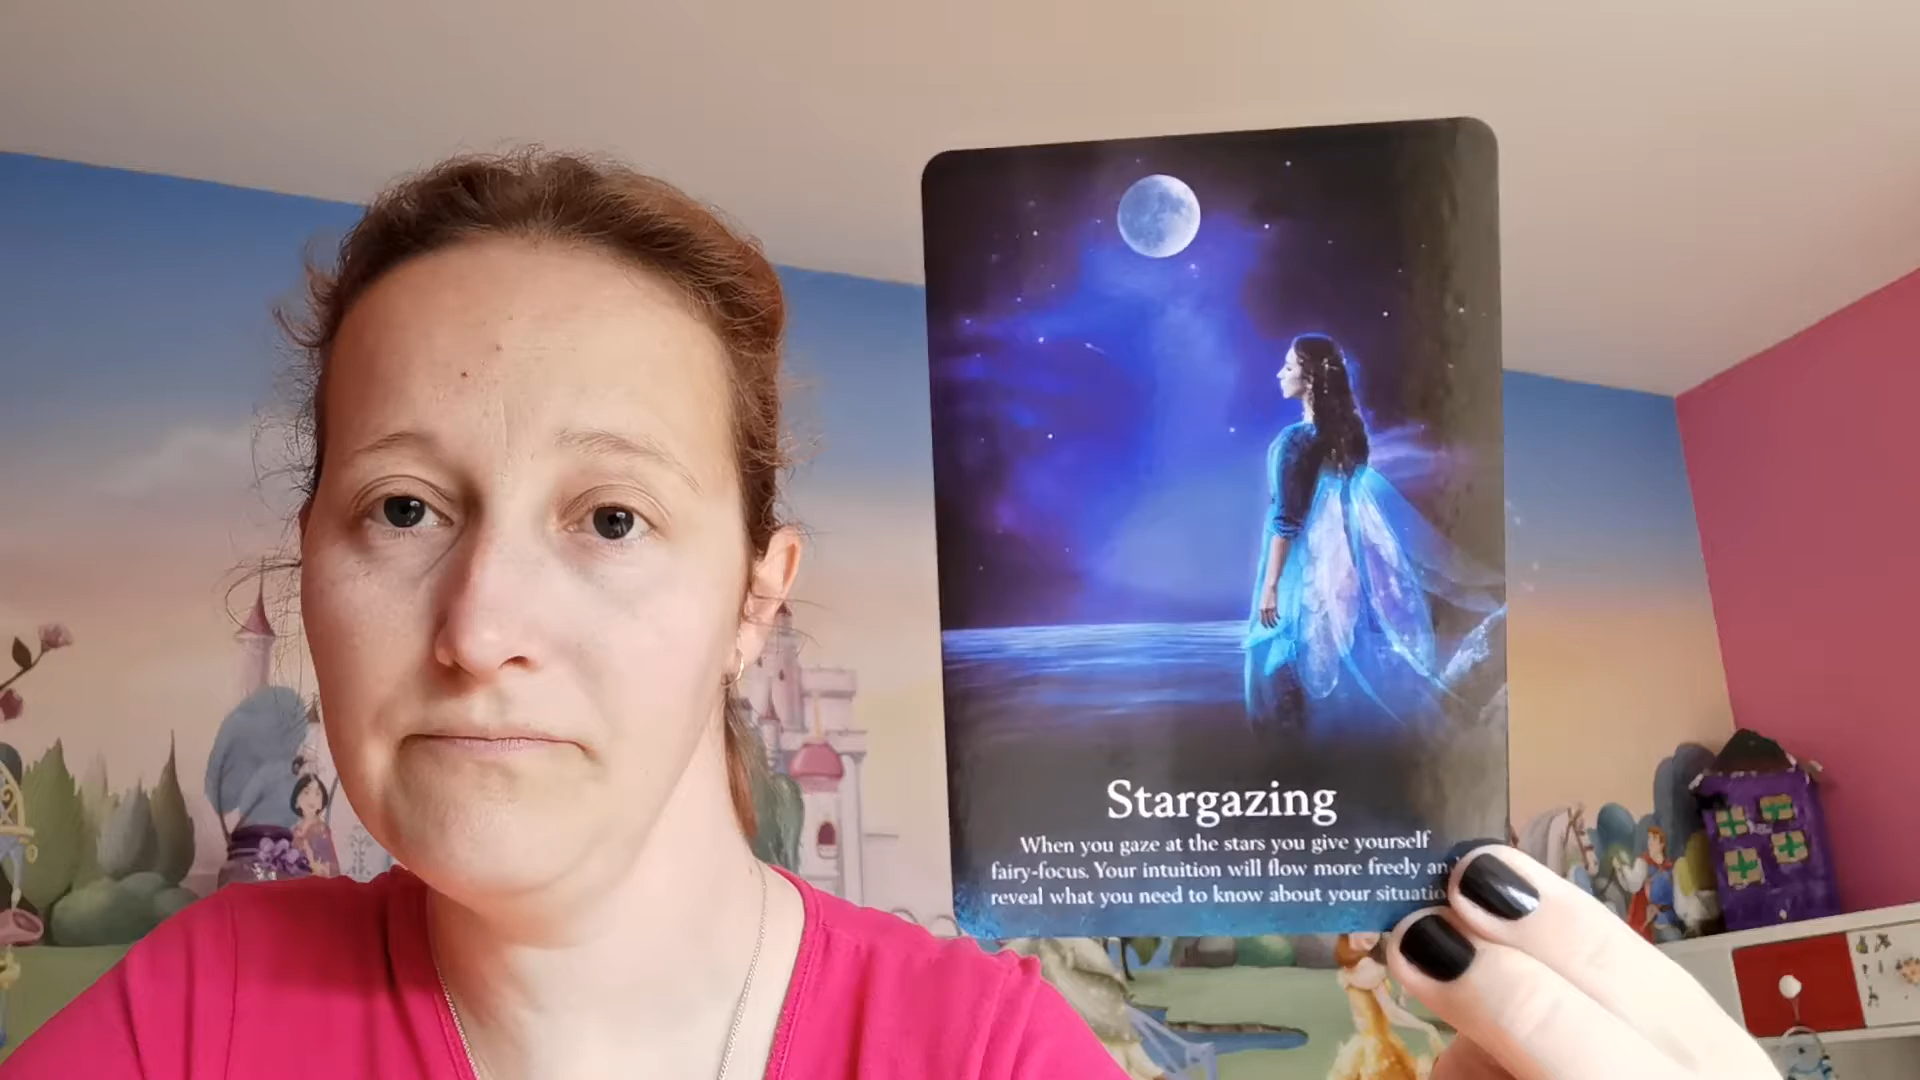 Stargazing
When you gaze at the stars you give yourself
fairy-focus. Your intuition will flow more freely an
reveal what you need to know about your situatio